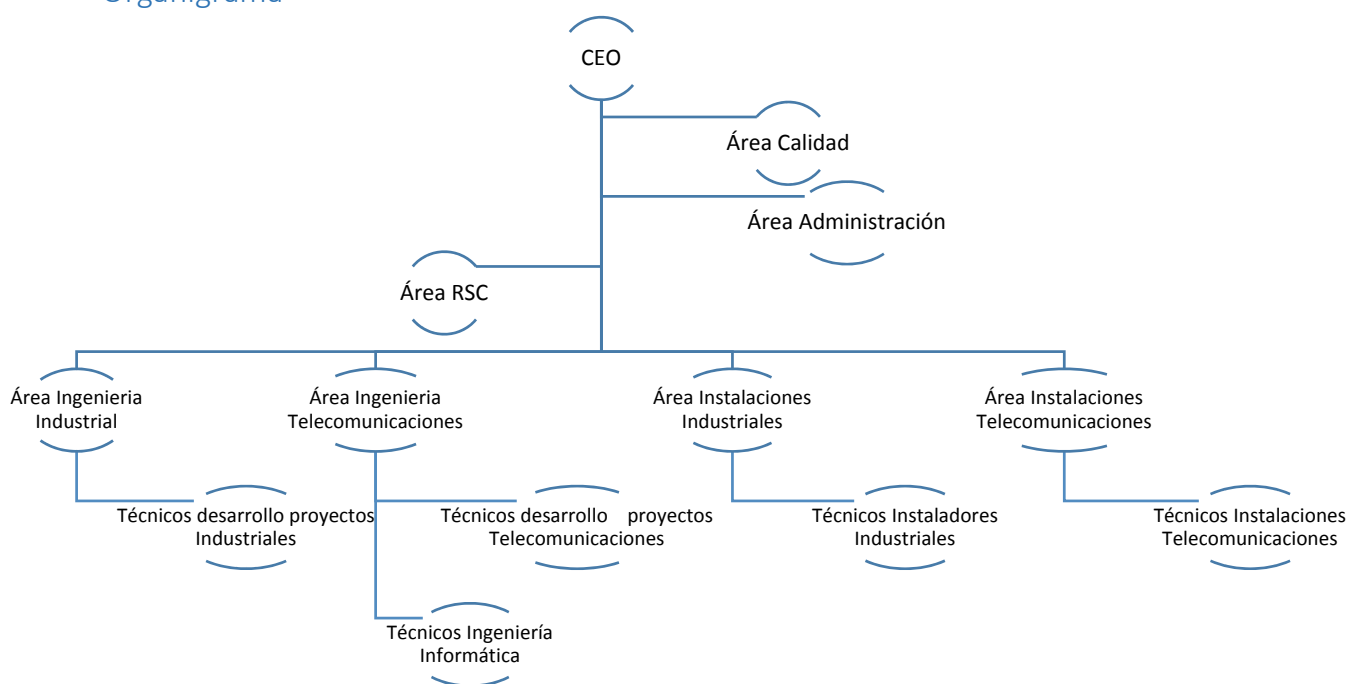 Organigrama
CEO
Área Calidad
Área Administración
Área RSC
Área Ingenieria
Industrial
Área Ingenieria
Telecomunicaciones
Área Instalaciones
Industriales
Área Instalaciones
Telecomunicaciones
Técnicos desarrollo proyectos
Industriales
Técnicos desarrollo proyectos
Telecomunicaciones
Técnicos Instaladores
Industriales
Técnicos Instalaciones
Telecomunicaciones
Técnicos Ingeniería
Informática